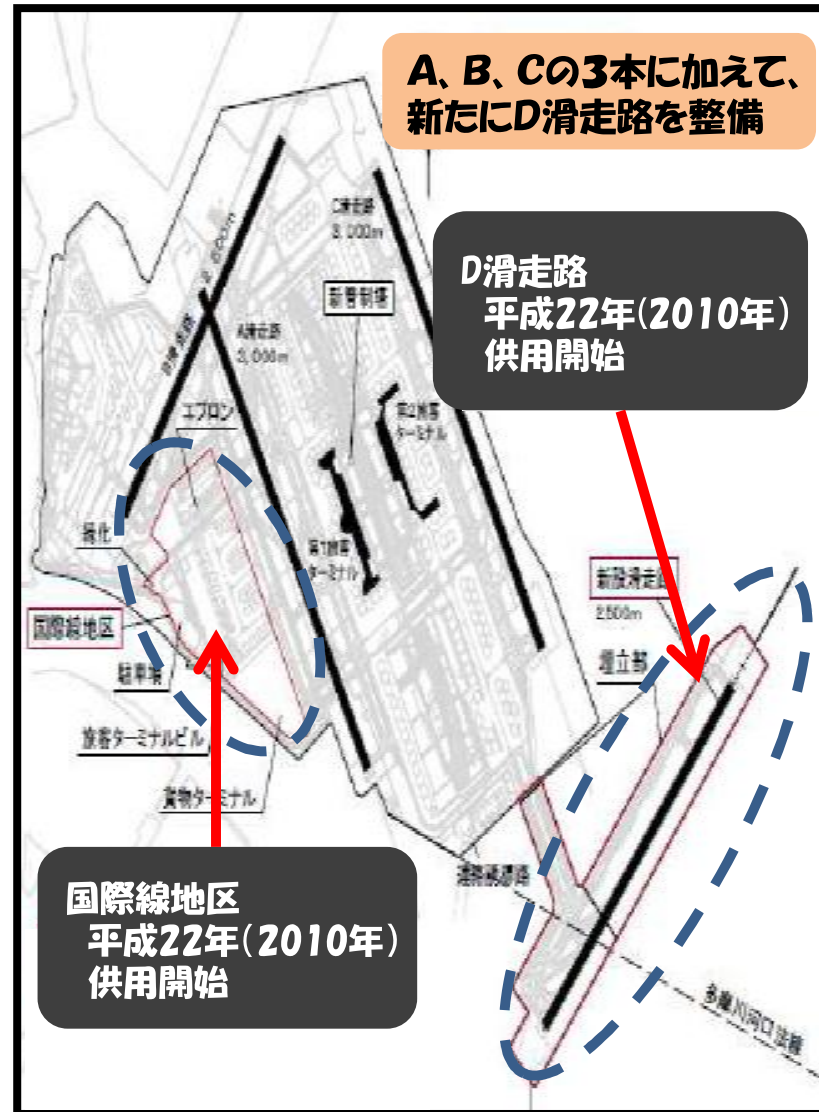 A、B、Cの3本に加えて、
新たにD滑走路を整備
C滑走路
3,000m
D滑走路
平成22年(2010年)
供用開始
新管制塔
B滑走路 2,500m
A滑走路
3,000m
エプロン
第2旅客
ターミナル
緑化
第1旅客
ターミナル
新設滑走路
2,500m
国際線地区
駐車場
埋立部
旅客ターミナルビル
貨物ターミナル
連絡誘導路
国際線地区
平成22年(2010年)
供用開始
多摩川河口法線